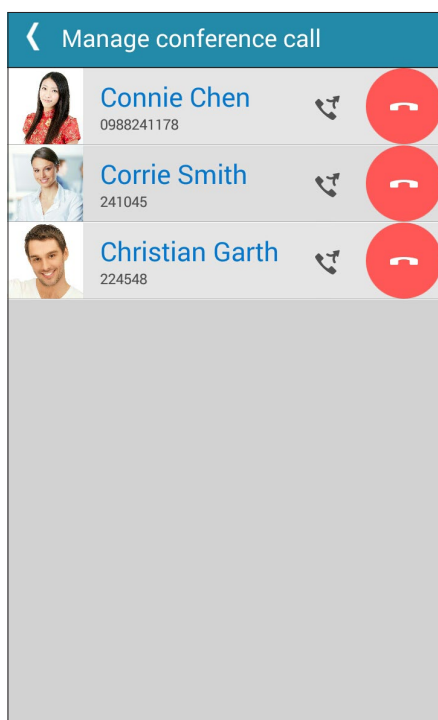 Manage conference call
Connie Chen
0988241178
Corrie Smith
241045
Christian Garth
224548